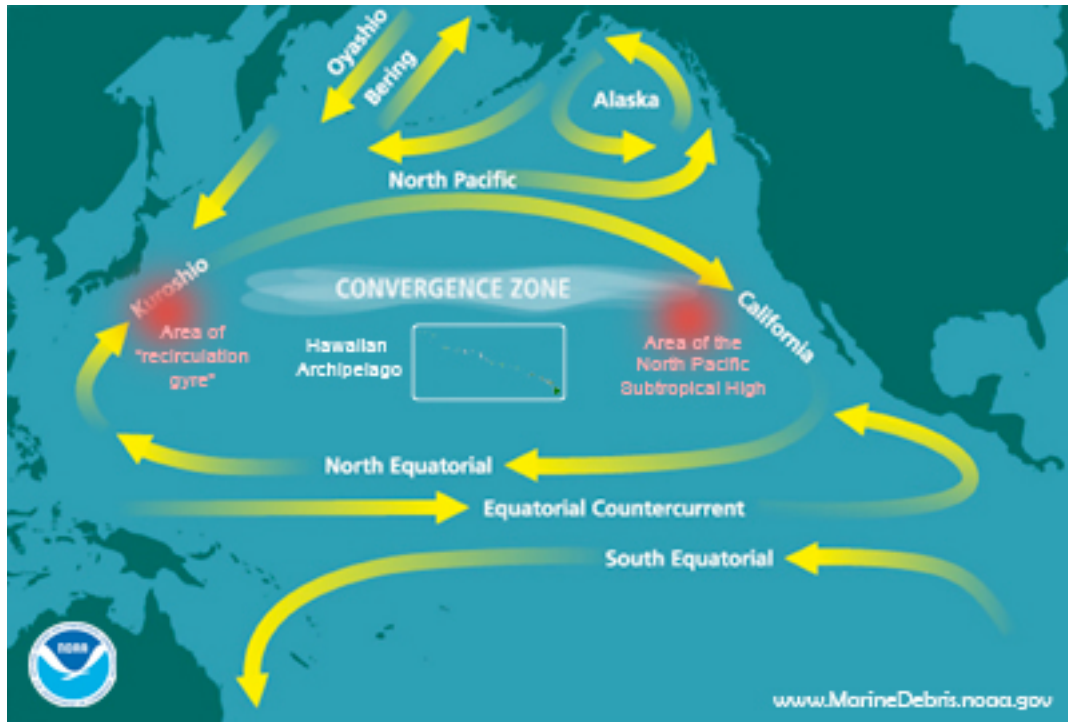 Oyashio
Bering
Alaska
North Pacific
Kuroshio
CONVERGENCE ZONE
California
Area of
"recirculation
gyre"
Hawaiian
Archipelago
Area of the
North Pacific
Subtropical High
North Equatorial
Equatorial Countercurrent
South Equatorial
NOAA
www.MarineDebris.noaa.gov